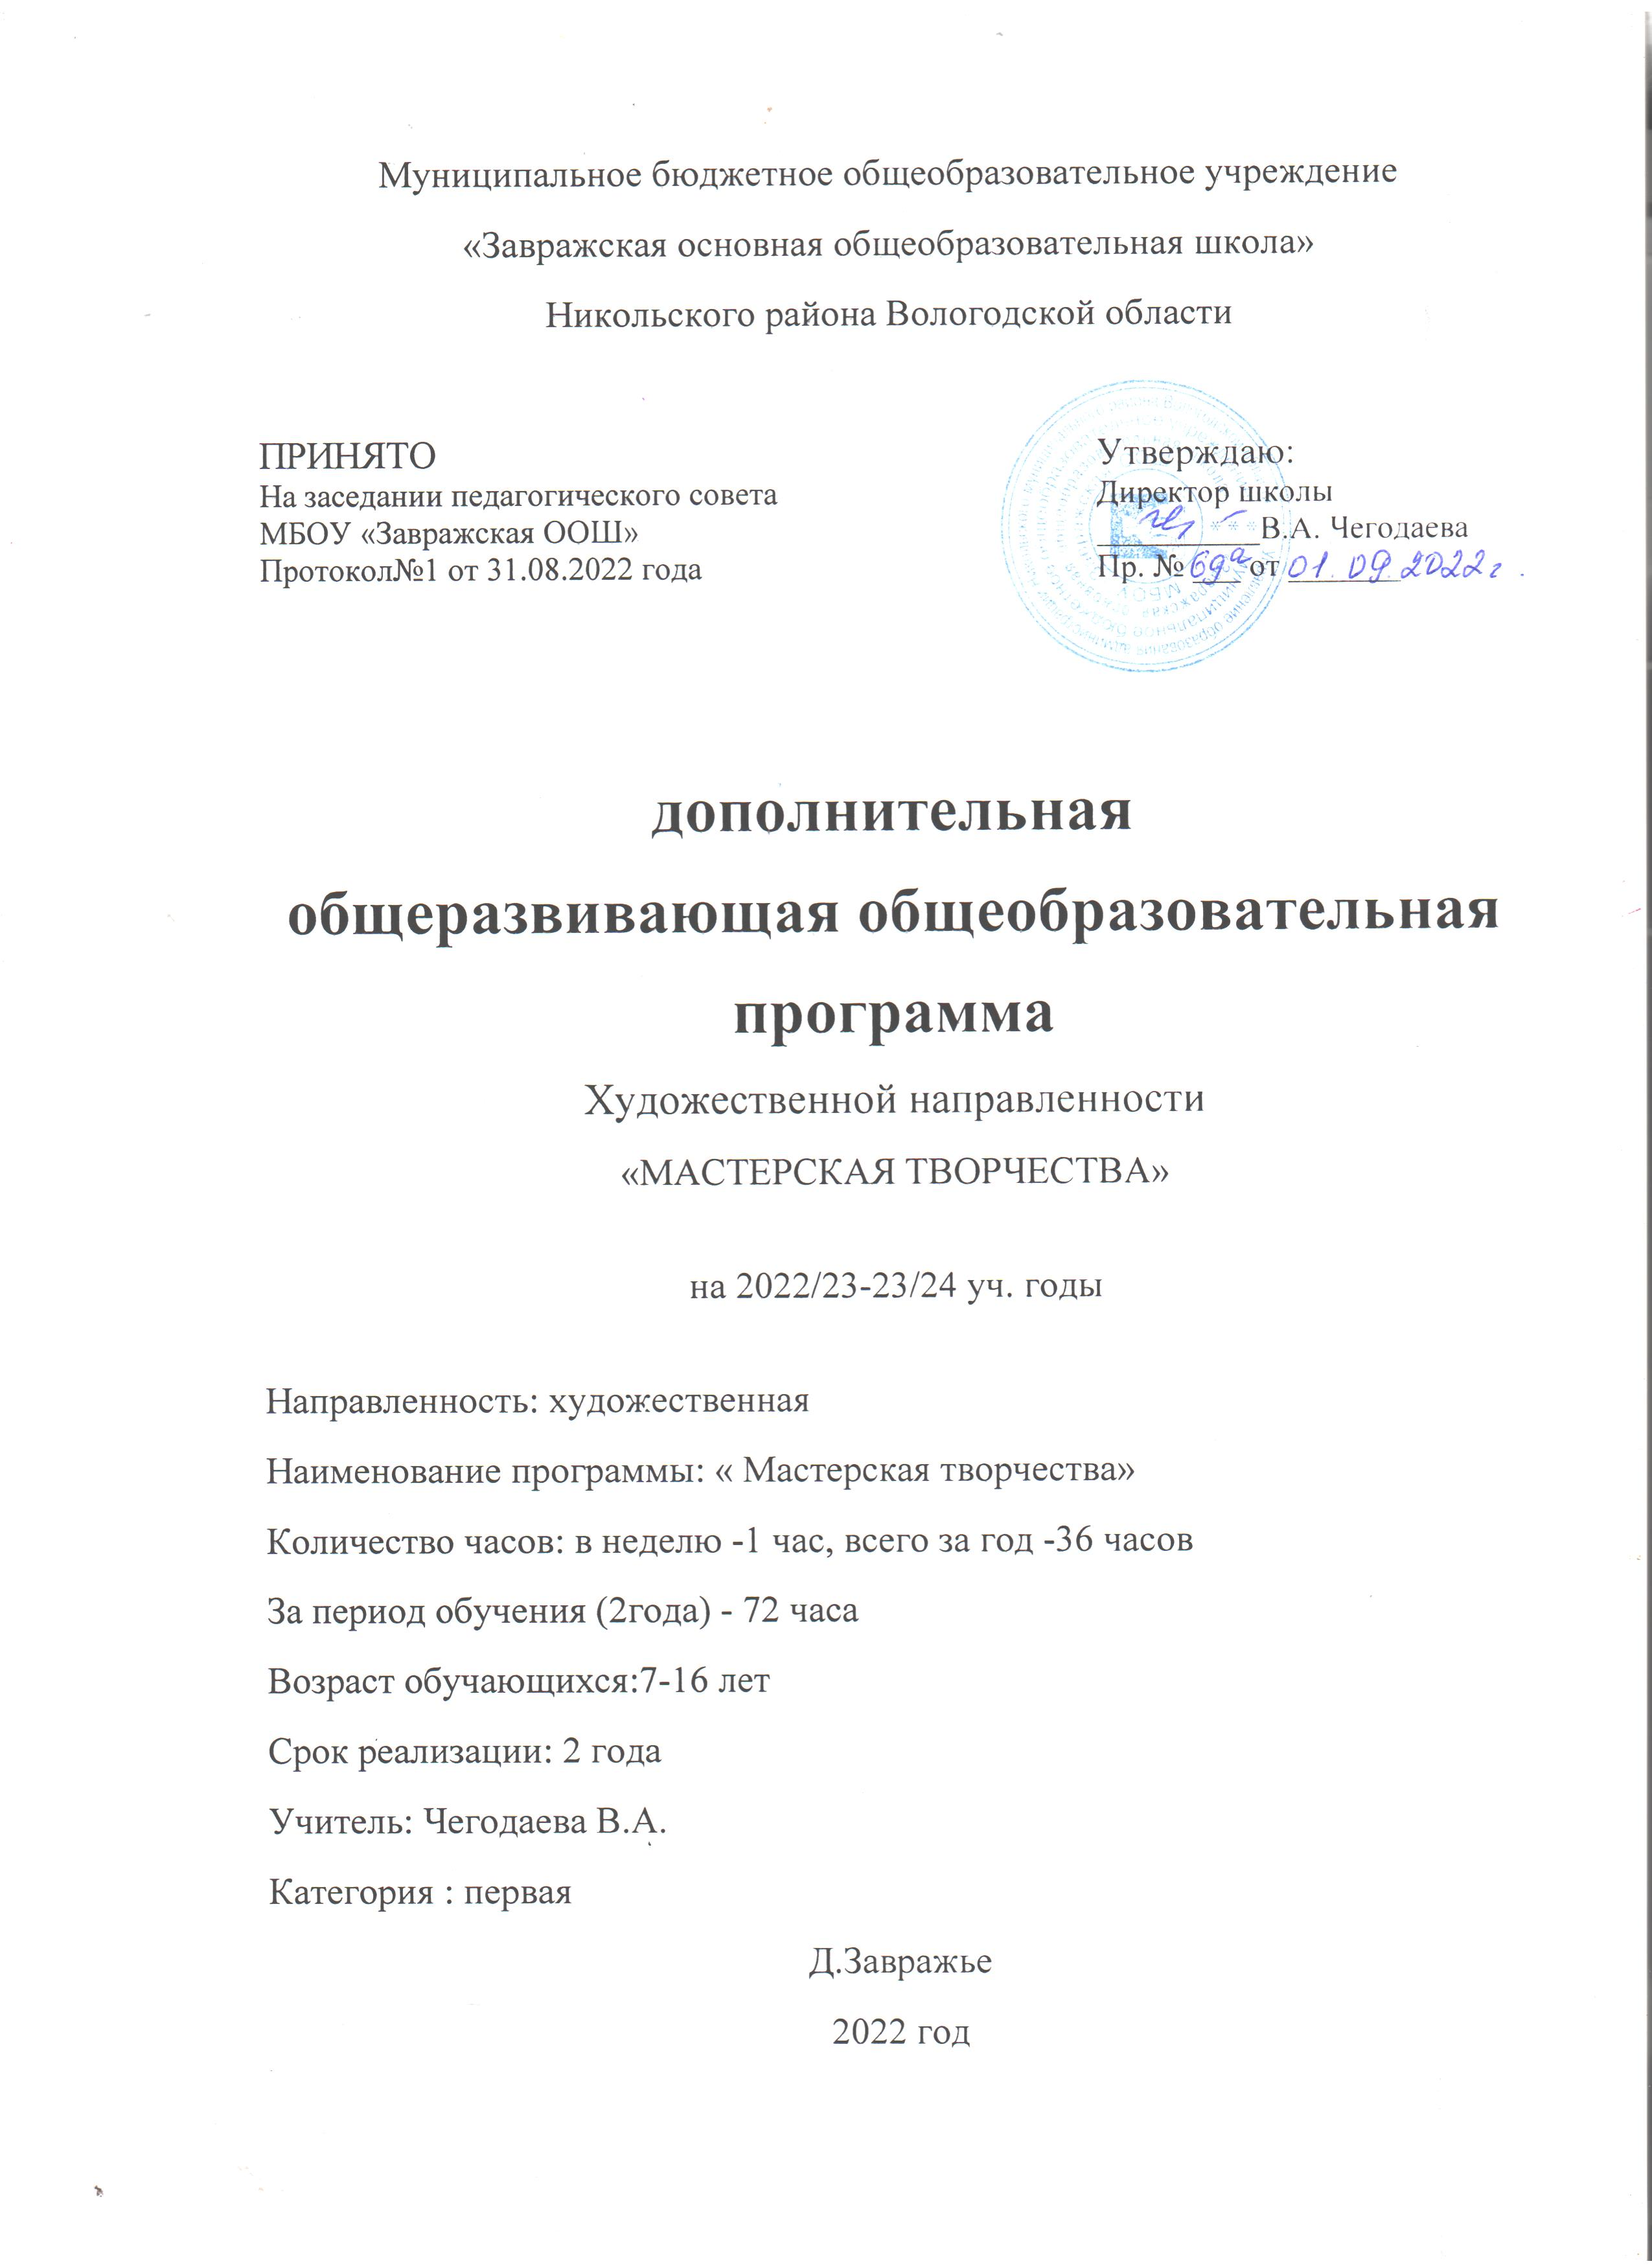 Муниципальное бюджетное общеобразовательное учреждение
«Завражская основная общеобразовательная школа»
Никольского района Вологодской области
ПРИНЯТО
На заседании педагогического совета
МБОУ «Завражская ООШ»
Протокол№1 от 31.08.2022 года
Утверждаю:
Директор школы
____________В.А. Чегодаева
Пр. № 69а от 01.09.2022г.
дополнительная
общеразвивающая общеобразовательная
программа
Художественной направленности
«МАСТЕРСКАЯ ТВОРЧЕСТВА»
на 2022/23-23/24 уч. годы
Направленность: художественная
Наименование программы: « Мастерская творчества»
Количество часов: в неделю -1 час, всего за год -36 часов
За период обучения (2года) - 72 часа
Возраст обучающихся:7-16 лет
Срок реализации: 2 года
Учитель: Чегодаева В.А.
Категория : первая
Д.Завражье
2022 год